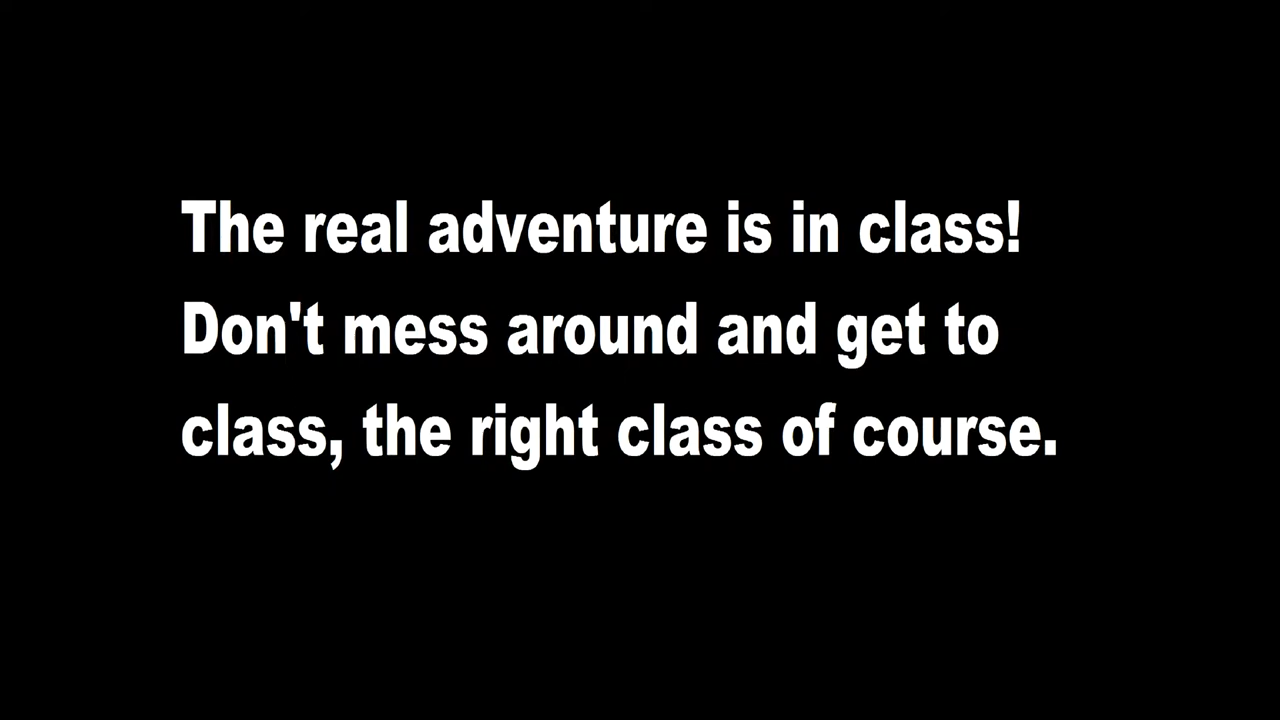 The real adventure is in class!
Don't mess around and get to
class, the right class of course.